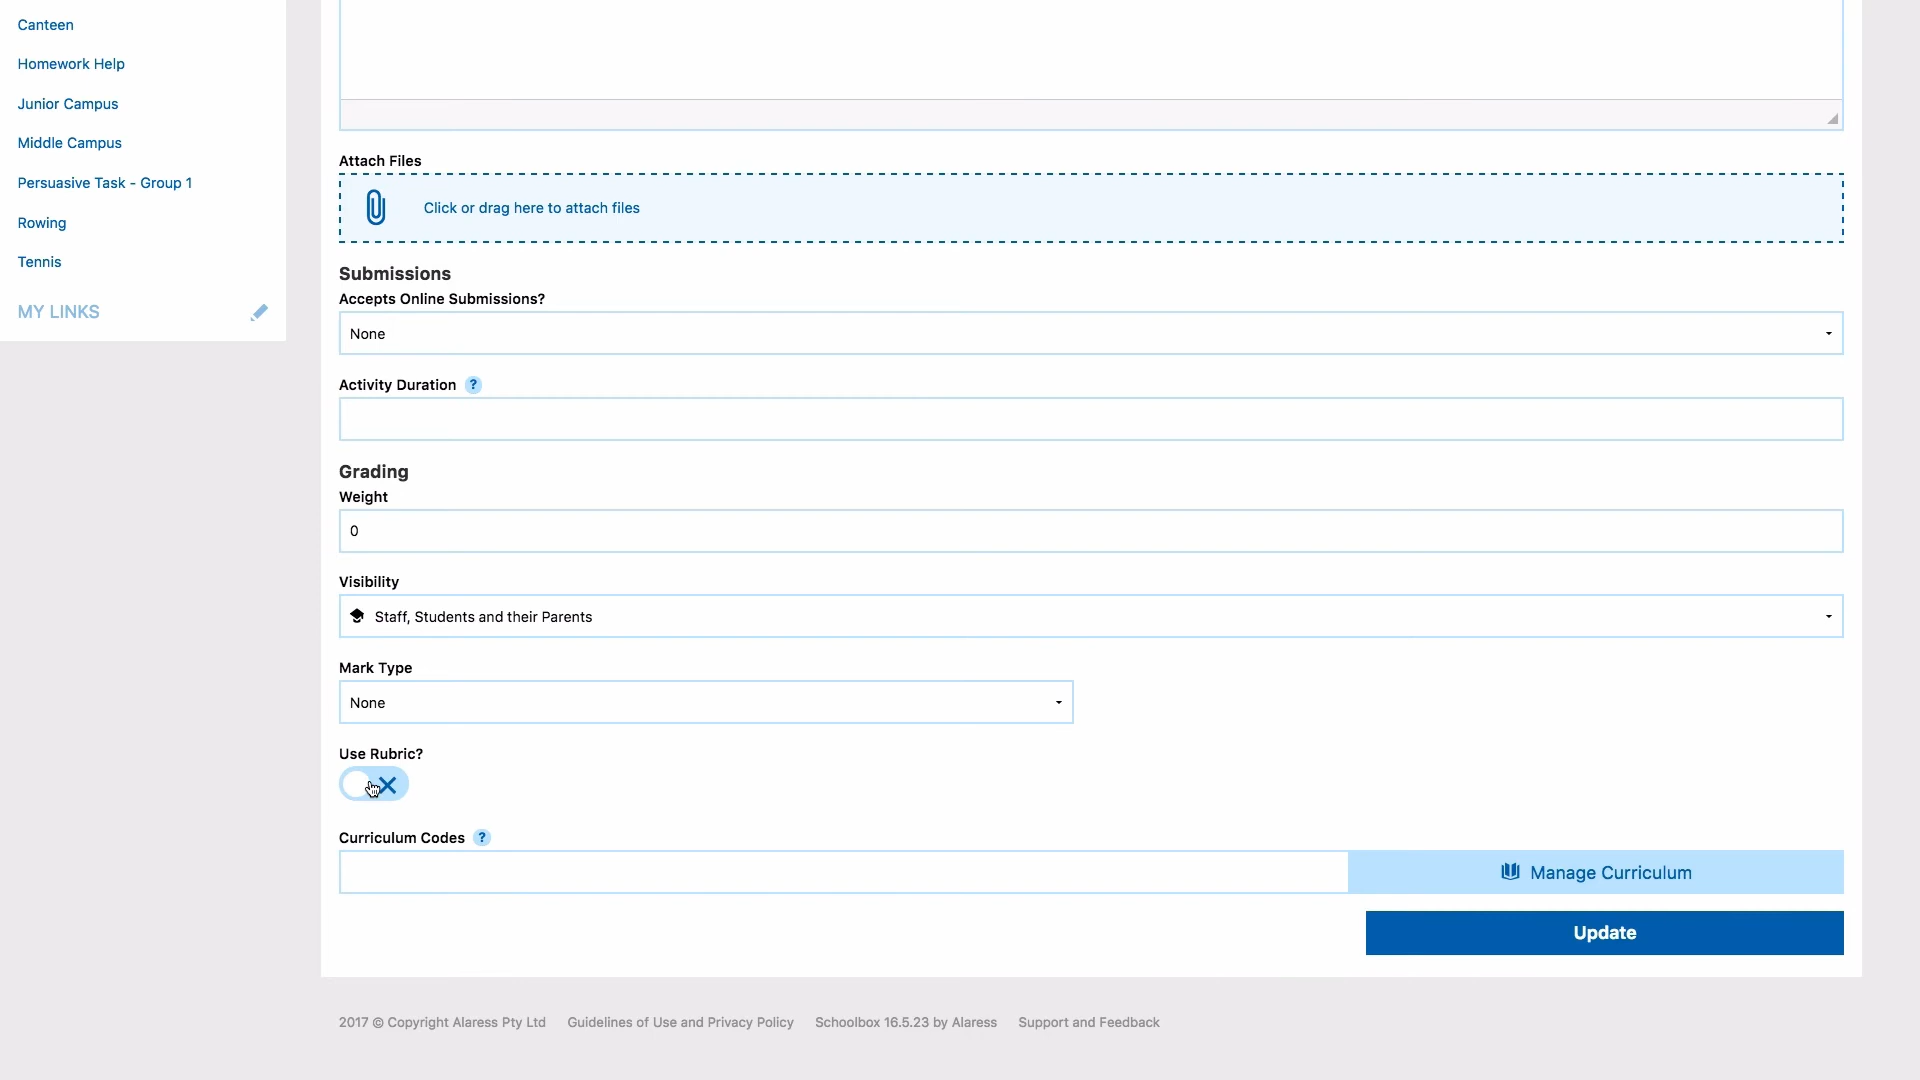 Canteen
Homework Help
Junior Campus
Middle Campus
Persuasive Task - Group 1
Rowing
Tennis
MY LINKS
Attach Files
Click or drag here to attach files
Submissions
Accepts Online Submissions?
None
Activity Duration ?
Grading
Weight
0
Visibility
Staff, Students and their Parents
Mark Type
None
Use Rubric?
Curriculum Codes ?
Manage Curriculum
Update
2017 © Copyright Alaress Pty Ltd Guidelines of Use and Privacy Policy Schoolbox 16.5.23 by Alaress Support and Feedback